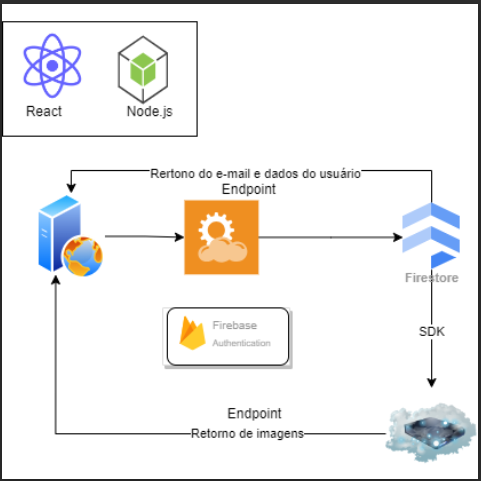 React
Node.js
Rertono do e-mail e dados do usuário
Endpoint
Firestore
Firebase
Authentication
SDK
Endpoint
Retorno de imagens